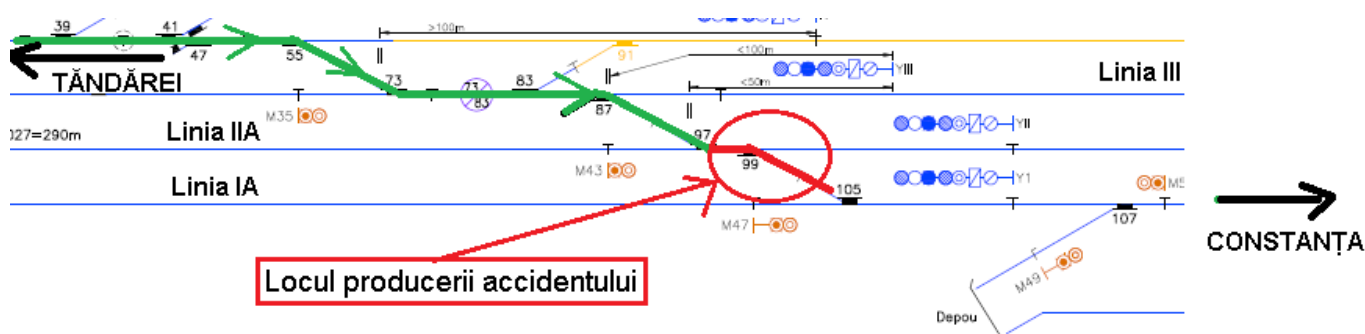 39
41
>100m
47
55
91
<100m
YIII
Linia III
TĂNDĂREI
73
73
83
83
<50m
M35
87
027=290m
Linia IIA
97
YII
M43
99
Linia IA
105
Y1
M5
M47
107
CONSTANȚA
Locul producerii accidentului
M49
Depou